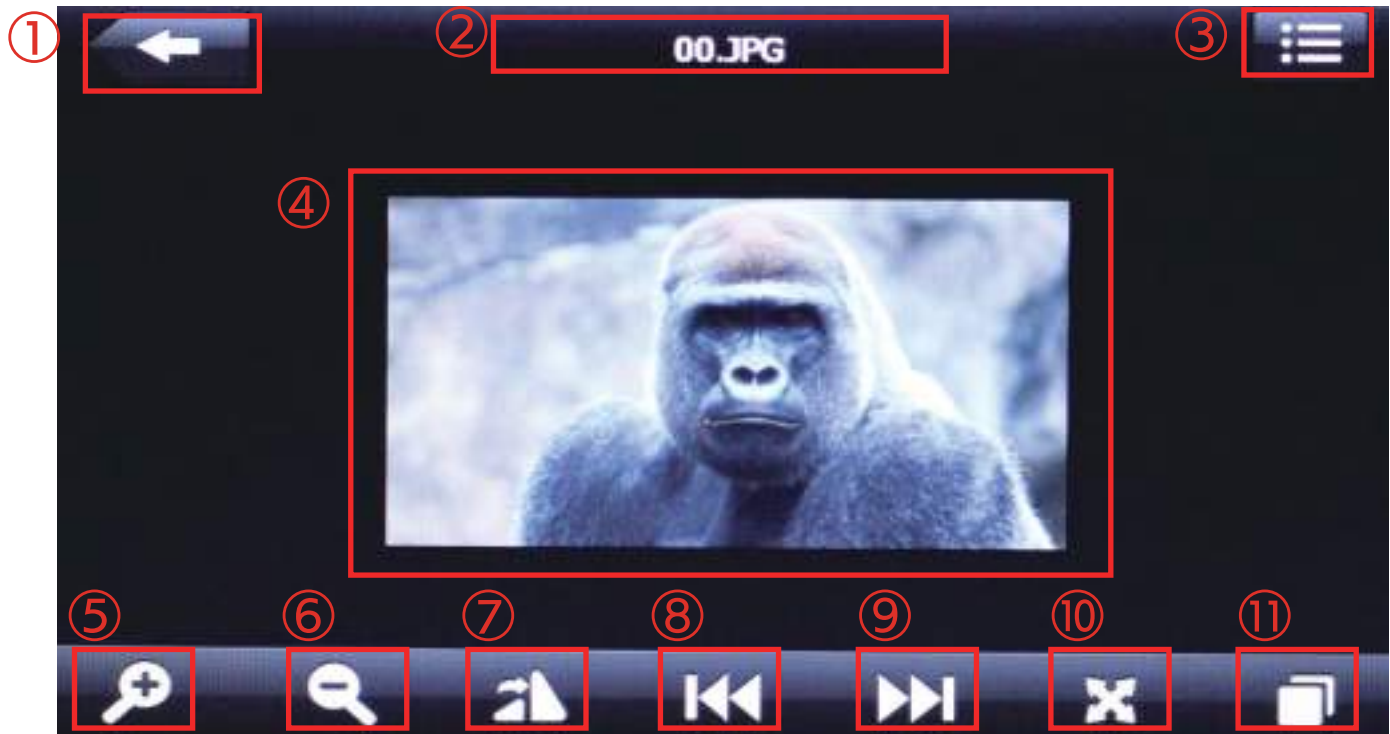 ① ② 00.JPG ③
④
⑤ ⑥ ⑦ ⑧ ⑨ ⑩ ⑪